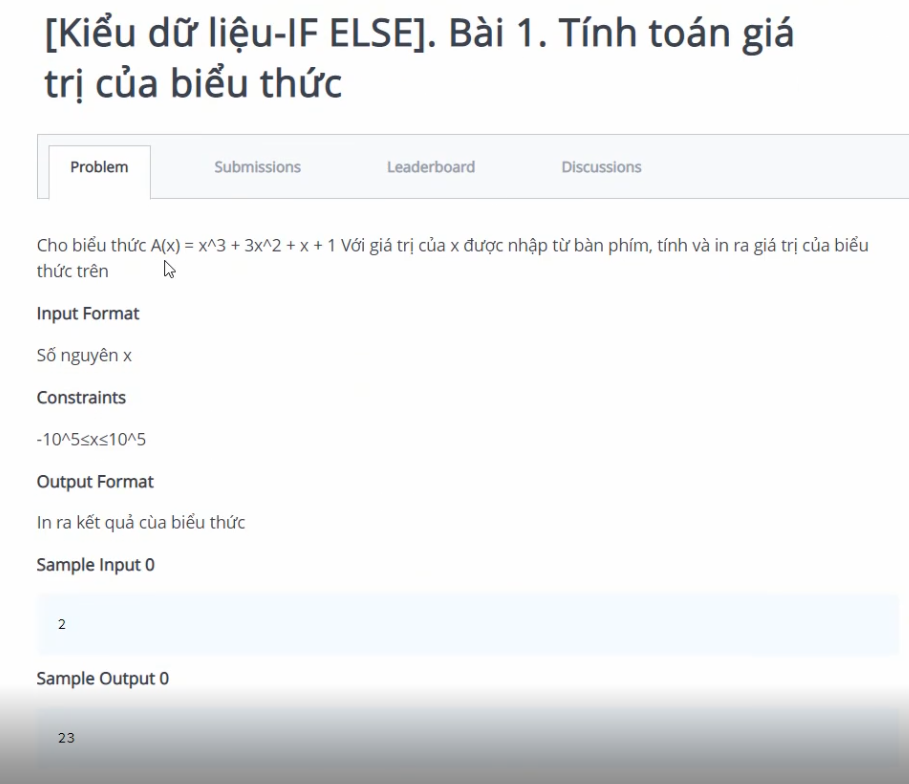 [Kiểu dữ liệu-IF ELSE]. Bài 1. Tính toán giá
trị của biểu thức
Problem Submissions Leaderboard Discussions
Cho biểu thức A(x) = x^3 + 3x^2 + x + 1 Với giá trị của x được nhập từ bàn phím, tính và in ra giá trị của biểu
thức trên
Input Format
Số nguyên x
Constraints
-10^5≤x≤10^5
Output Format
In ra kết quả cùa biểu thức
Sample Input 0
2
Sample Output 0
23